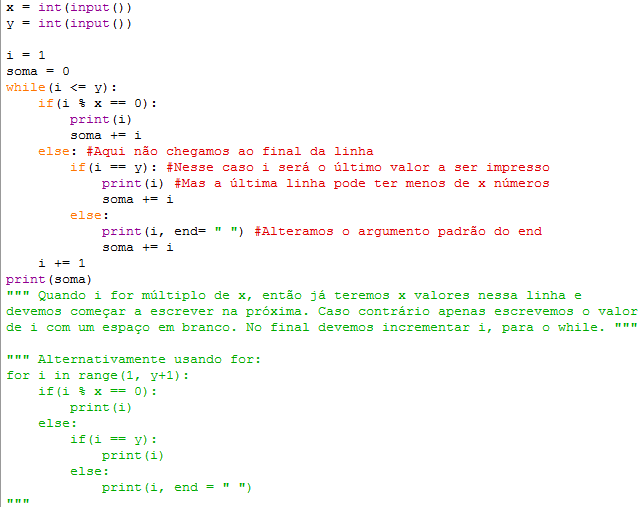 x = int(input())
y = int(input())

i = 1
soma = 0
while(i <= y):
    if(i % x == 0):
        print(i)
        soma += i
    else: #Aqui não chegamos ao final da linha
        if(i == y): #Nesse caso i será o último valor a ser impresso
            print(i) #Mas a última linha pode ter menos de x números
            soma += i
        else:
            print(i, end= " ") #Alteramos o argumento padrão do end
            soma += i
    i += 1
print(soma)
""" Quando i for múltiplo de x, então já teremos x valores nessa linha e
devemos começar a escrever na próxima. Caso contrário apenas escrevemos o valor
de i com um espaço em branco. No final devemos incrementar i, para o while. """

""" Alternativamente usando for:
for i in range(1, y+1):
    if(i % x == 0):
        print(i)
    else:
        if(i == y):
            print(i)
        else:
            print(i, end = " ")
"""